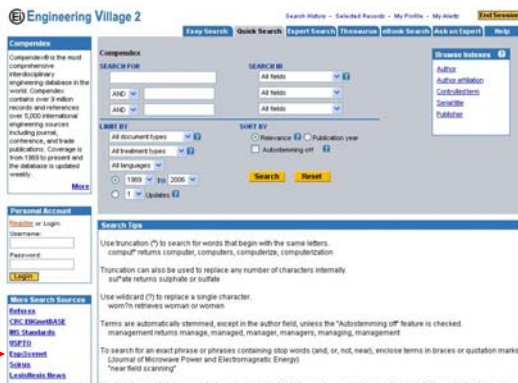 Engineering Village 2
Search History - Selected Records - My Profile - My Alerts
End Session
Easy Search Quick Search Expert Search Thesaurus eBook Search Ask an Expert Help
Compendex
Compendex® is the most
comprehensive
interdisciplinary
engineering database in the
world. Compendex
contains over 9 million
records and references
over 5,000 international
engineering sources
including journal,
conference, and trade
publications. Coverage is
from 1969 to present and
the database is updated
weekly.
More
Personal Account
Register or Login:
Username:
Password:
Login
More Search Sources
Referex
CRC ENGnetBASE
IHS Standards
USPTO
Esp@cenet
Scirus
LexisNexis News
Compendex
SEARCH FOR
SEARCH IN
All fields
AND
All fields
AND
All fields
LIMIT BY
All document types
All treatment types
All languages
1969 TO 2006
1 Updates
SORT BY
Relevance Publication year
Autostemming off
Search Reset
Browse Indexes
Author
Author affiliation
Controlled term
Serial title
Publisher
Search Tips
Use truncation (*) to search for words that begin with the same letters.
comput* returns computer, computers, computerize, computerization
Truncation can also be used to replace any number of characters internally.
sul*ate returns sulphate or sulfate
Use wildcard (?) to replace a single character.
wom?n retrieves woman or women
Terms are automatically stemmed, except in the author field, unless the "Autostemming off" feature is checked.
management returns manage, managed, manager, managers, managing, management
To search for an exact phrase or phrases containing stop words (and, or, not, near), enclose terms in braces or quotation marks
{Journal of Microwave Power and Electromagnetic Energy}
"near field scanning"